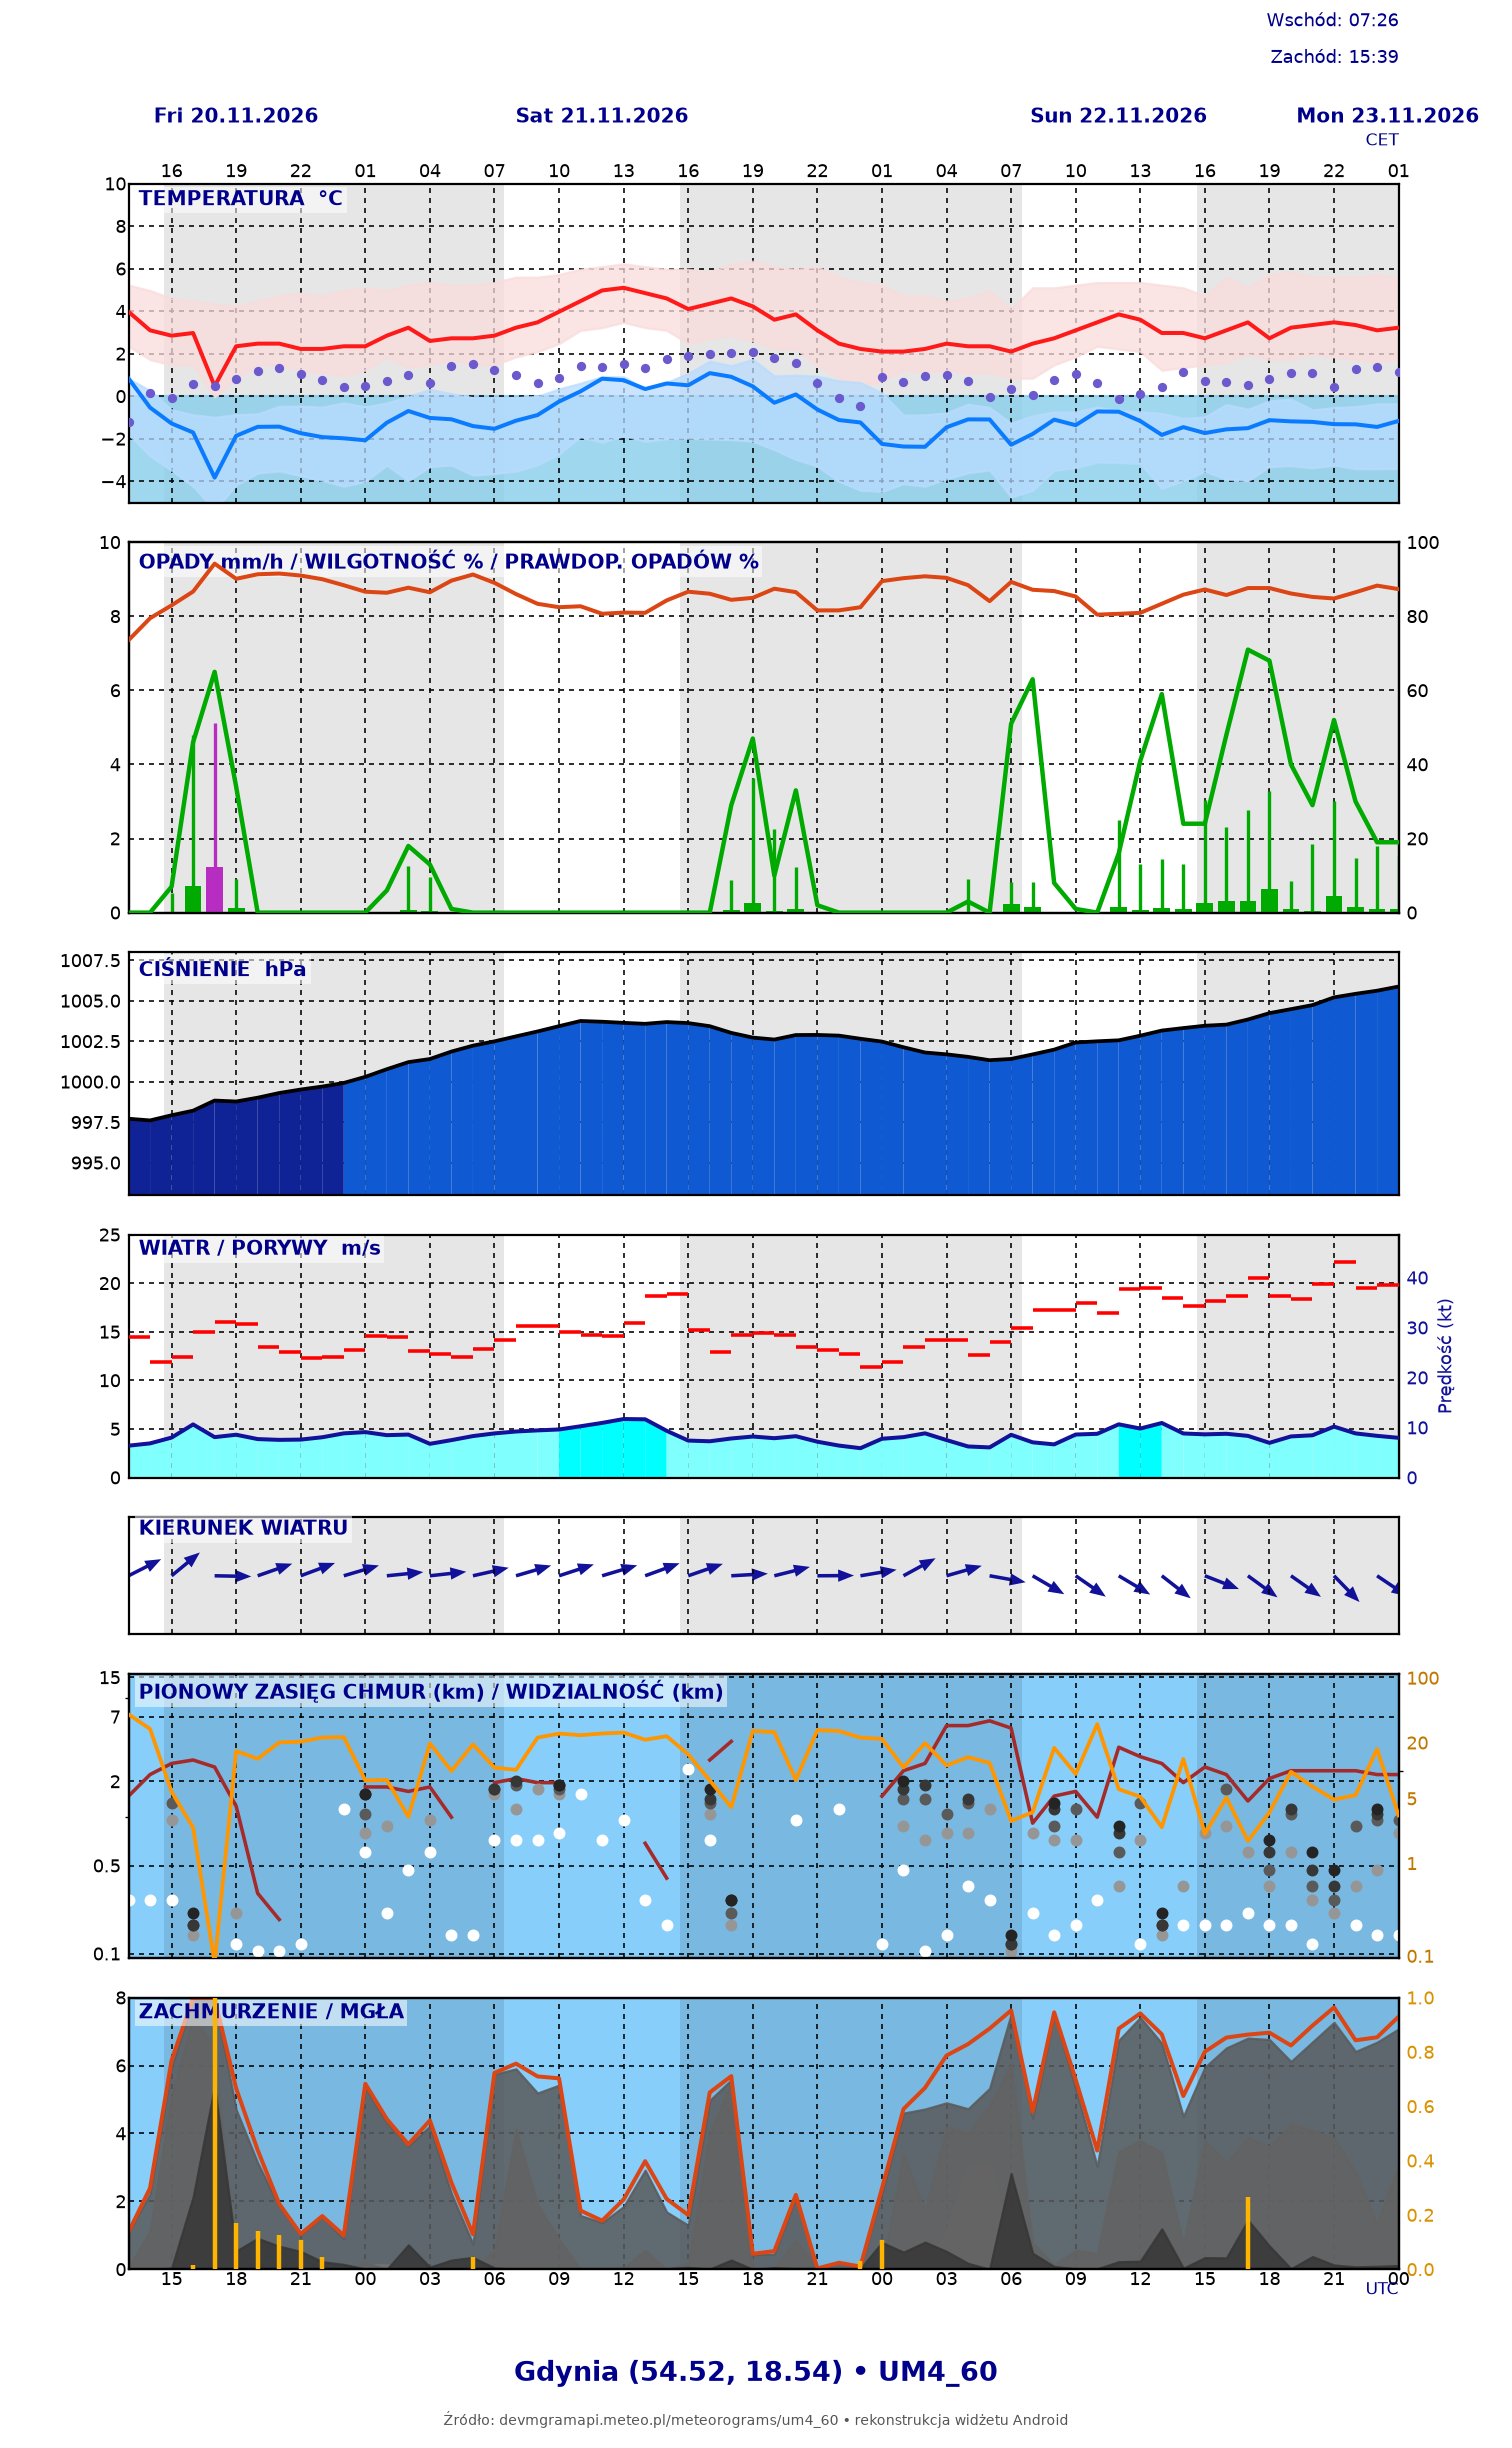 Wschód: 07:26
Zachód: 15:39
Fri 20.11.2026 Sat 21.11.2026 Sun 22.11.2026 Mon 23.11.2026
CET
16 19 22 01 04 07 10 13 16 19 22 01 04 07 10 13 16 19 22 01
TEMPERATURA °C
10
8
6
4
2
0
−2
−4
OPADY mm/h / WILGOTNOŚĆ % / PRAWDOP. OPADÓW %
10 100
8 80
6 60
4 40
2 20
0 0
CIŚNIENIE hPa
1007.5
1005.0
1002.5
1000.0
997.5
995.0
WIATR / PORYWY m/s
25
20 40
15 30
10 20
5 10
0 0
Prędkość (kt)
KIERUNEK WIATRU
PIONOWY ZASIĘG CHMUR (km) / WIDZIALNOŚĆ (km)
15 100
7 20
2 5
0.5 1
0.1 0.1
ZACHMURZENIE / MGŁA
8 1.0
0.8
6
0.6
4
0.4
2 0.2
0 0.0
15 18 21 00 03 06 09 12 15 18 21 00 03 06 09 12 15 18 21 00
UTC
Gdynia (54.52, 18.54) • UM4_60
Źródło: devmgramapi.meteo.pl/meteorograms/um4_60 • rekonstrukcja widżetu Android